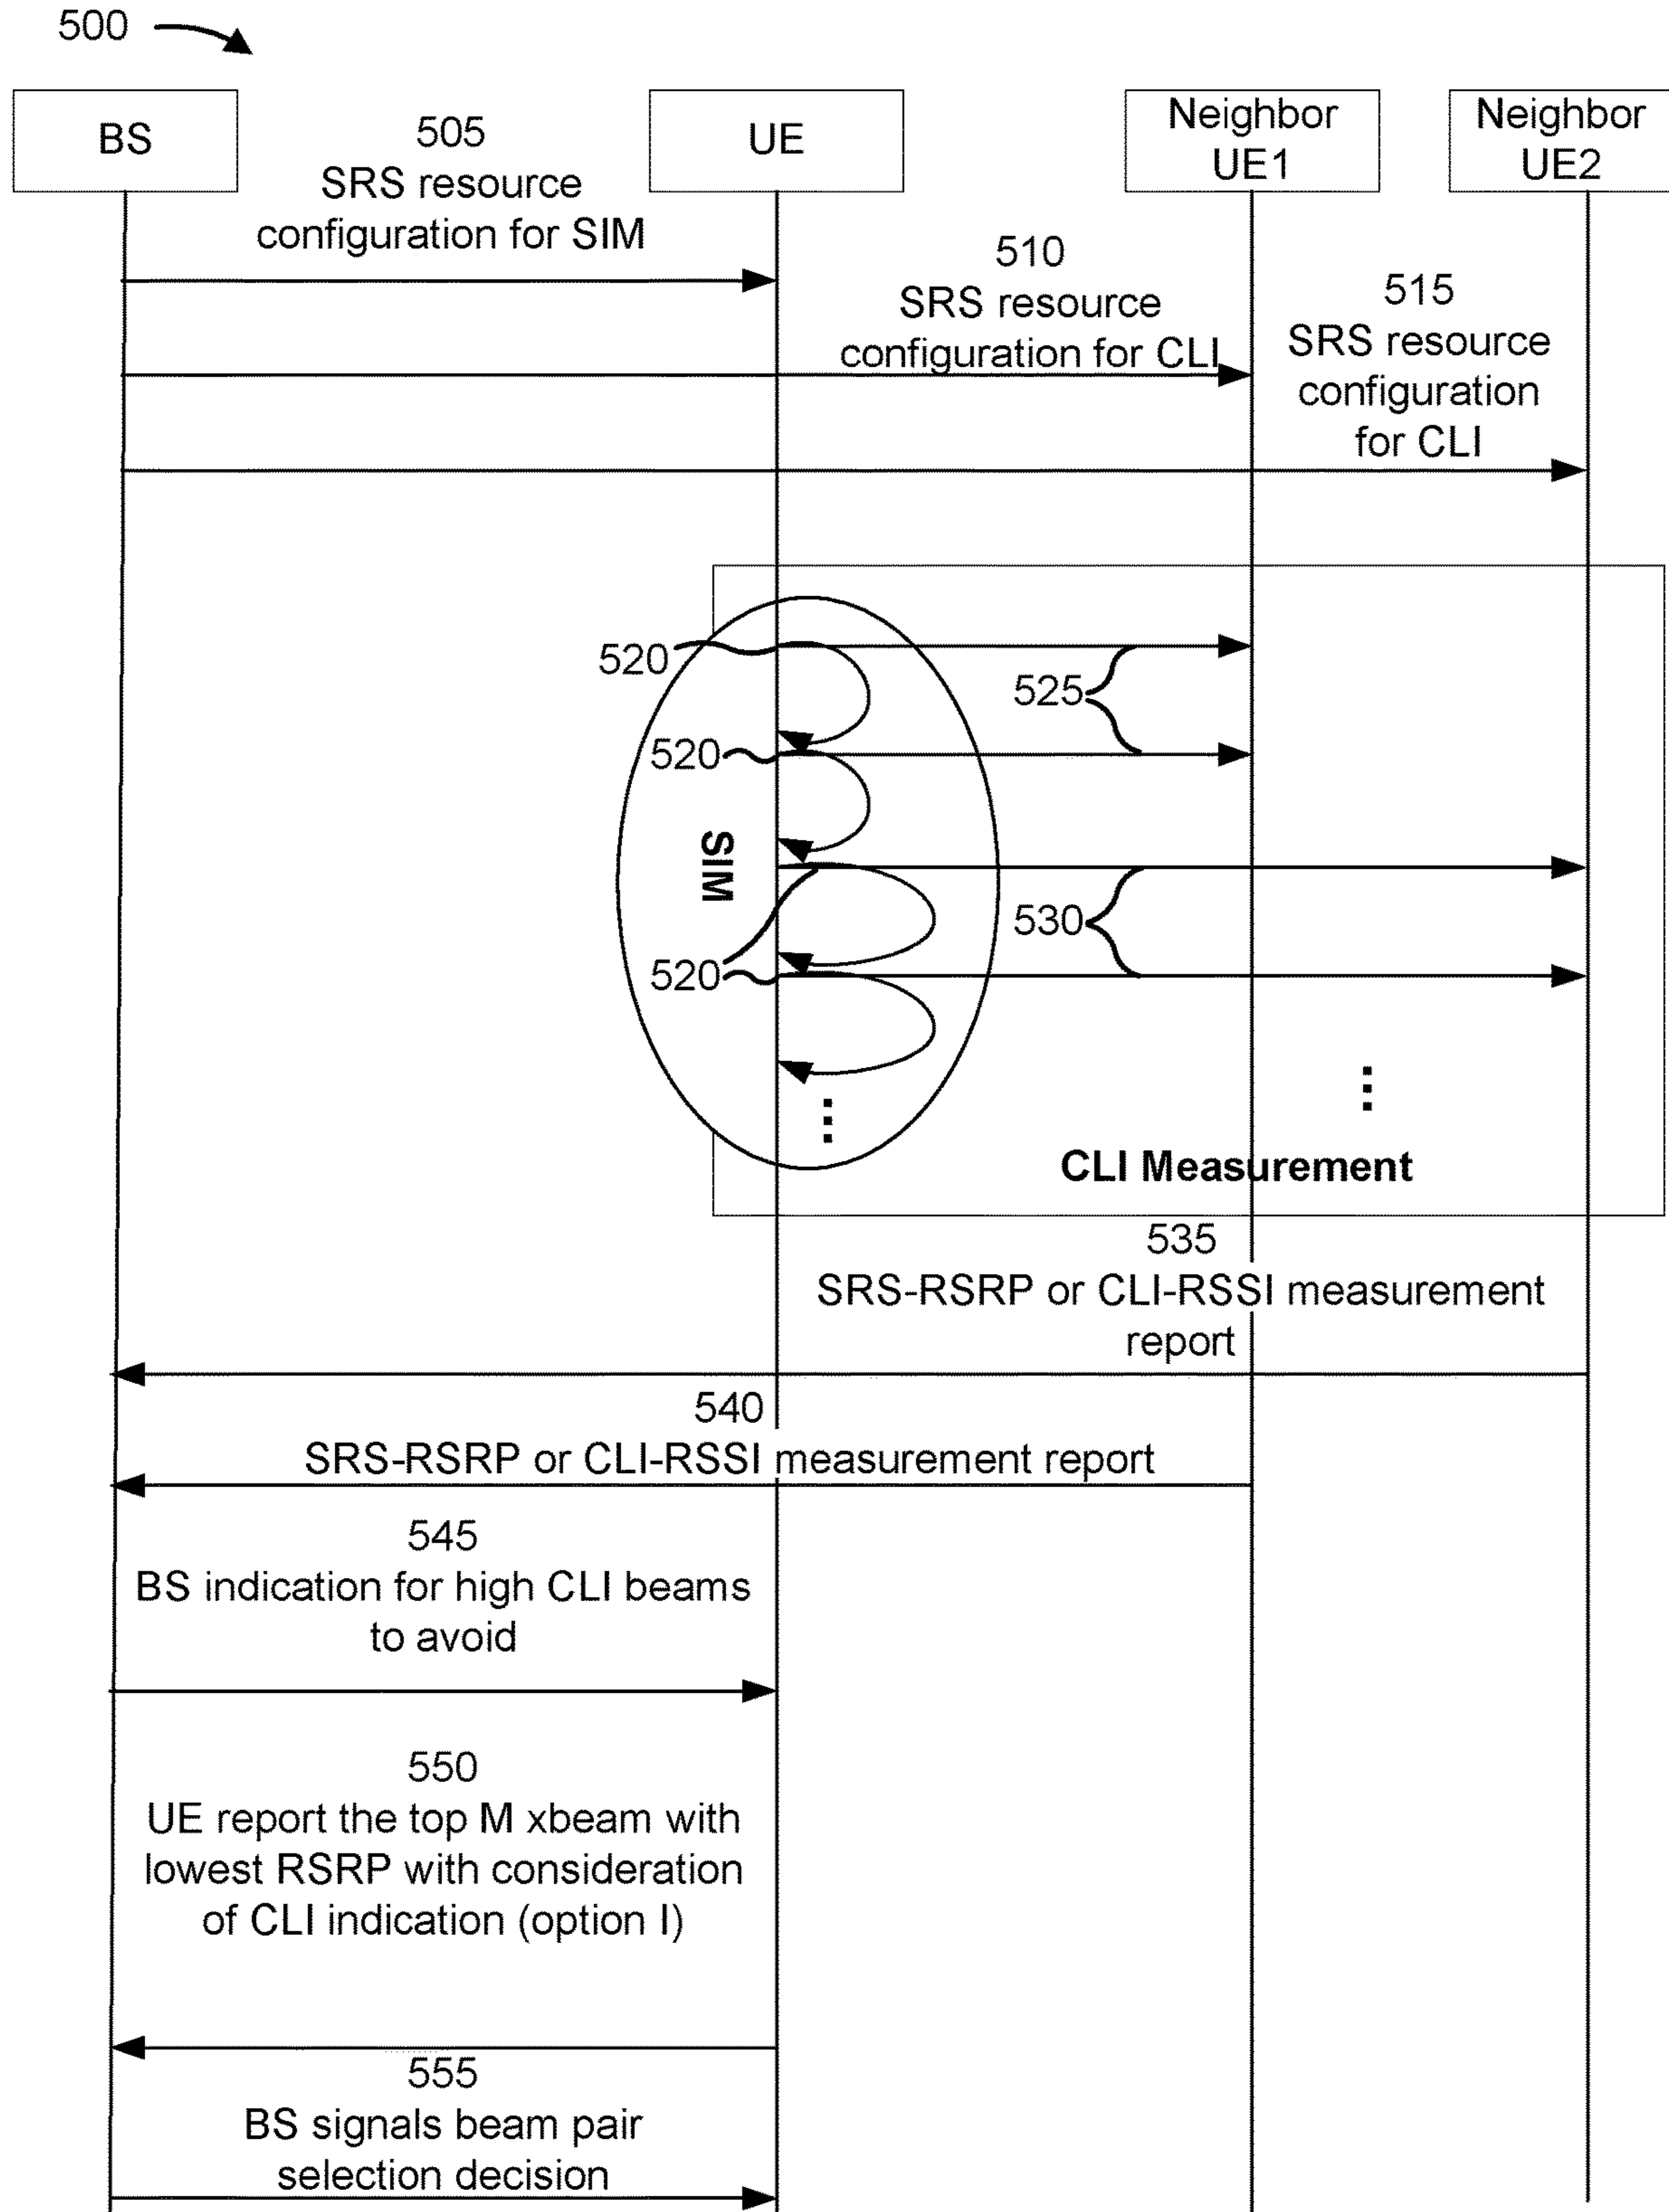 500
BS
UE
Neighbor
UE1
Neighbor
UE2
505
SRS resource
configuration for SIM
510
SRS resource
configuration for CLI
515
SRS resource
configuration
for CLI
520
525
520
SIM
530
520
CLI Measurement
535
SRS-RSRP or CLI-RSSI measurement
report
540
SRS-RSRP or CLI-RSSI measurement report
545
BS indication for high CLI beams
to avoid
550
UE report the top M xbeam with
lowest RSRP with consideration
of CLI indication (option I)
555
BS signals beam pair
selection decision